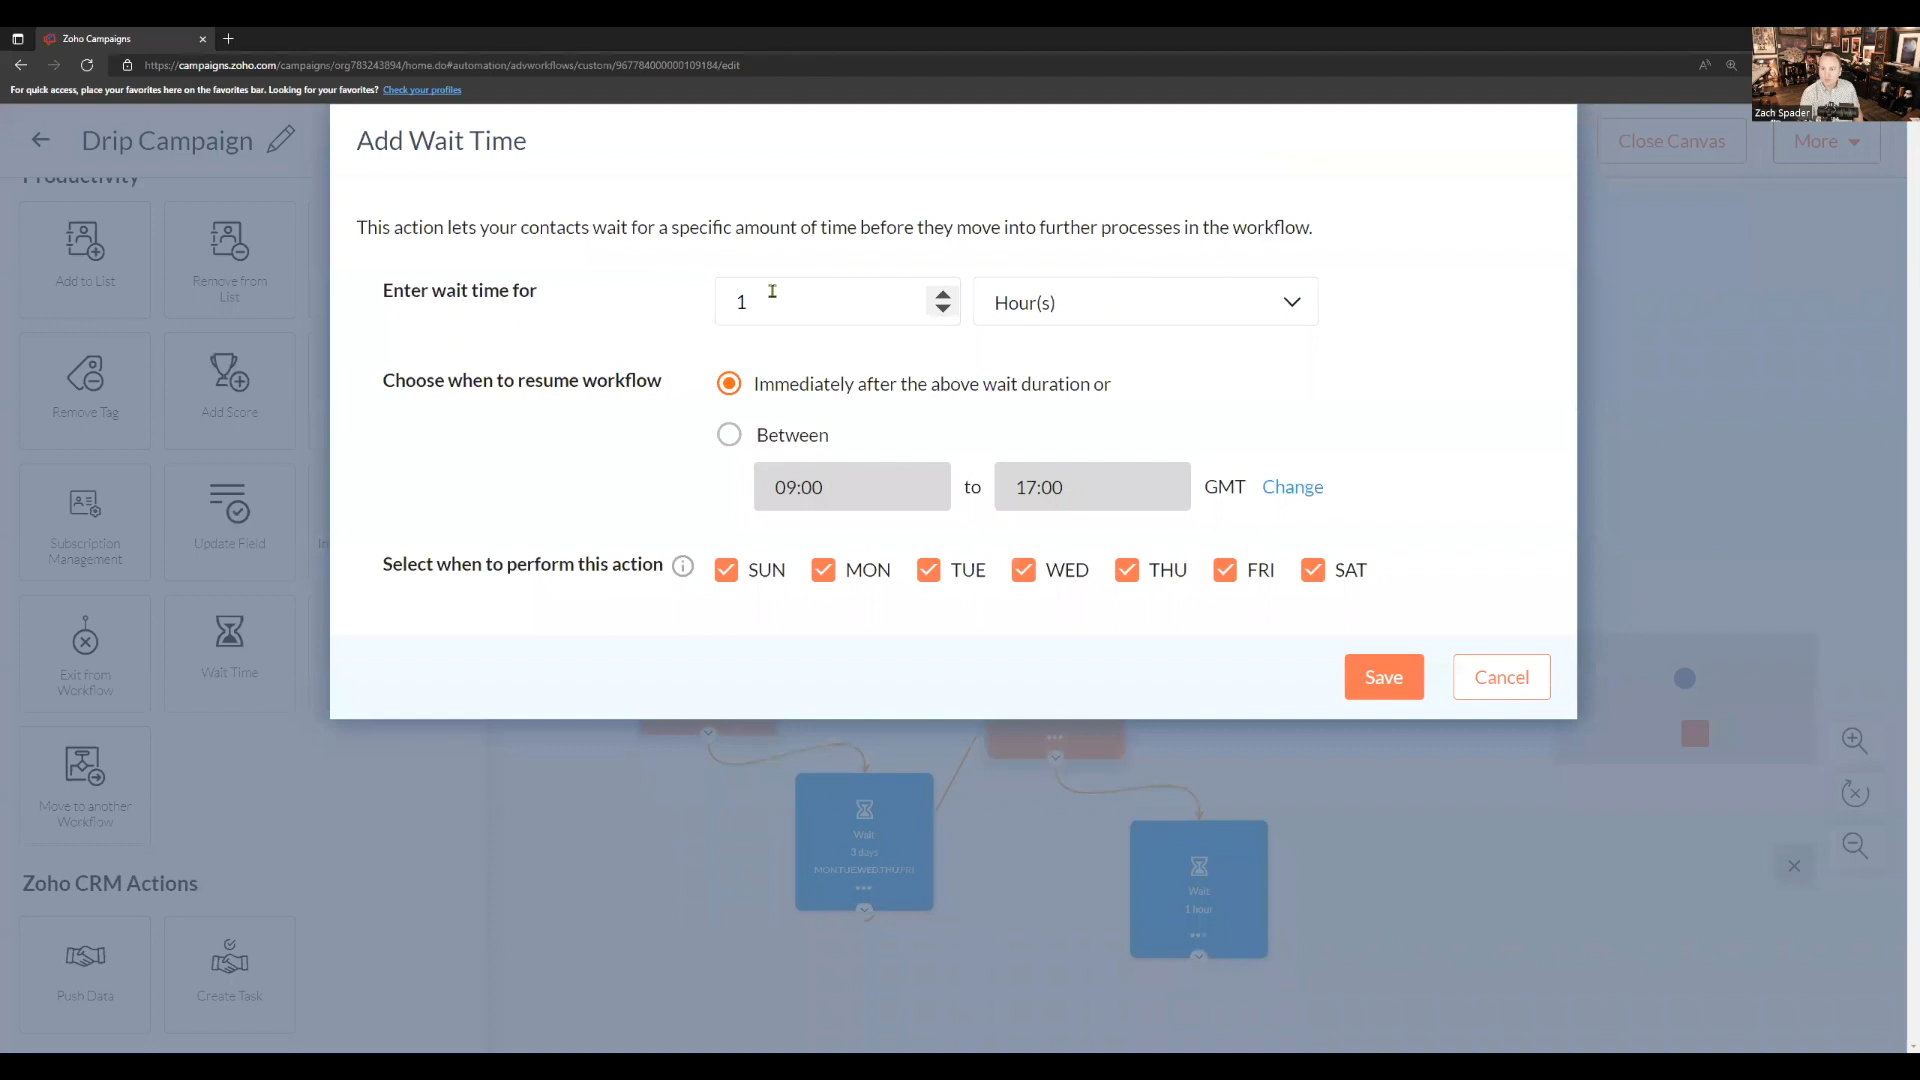 Zoho Campaigns
https://campaigns.zoho.com/campaigns/org783243894/home.do#automation/advworkflows/custom/967784000000109184/edit
For quick access, place your favorites here on the favorites bar. Looking for your favorites? Check your profiles
Zach Spader
Drip Campaign
Close Canvas
More
Productivity
Add to List
Remove from
List
Remove Tag
Add Score
Subscription
Management
Update Field
In
Exit from
Workflow
Wait Time
Move to another
Workflow
Zoho CRM Actions
Push Data
Create Task
Add Wait Time
This action lets your contacts wait for a specific amount of time before they move into further processes in the workflow.
Enter wait time for
1
Hour(s)
Choose when to resume workflow
Immediately after the above wait duration or
Between
09:00 to 17:00 GMT Change
Select when to perform this action
SUN MON TUE WED THU FRI SAT
Save
Cancel
Wait
3 days
MON,TUE,WED,THU,FRI
Wait
1 hour